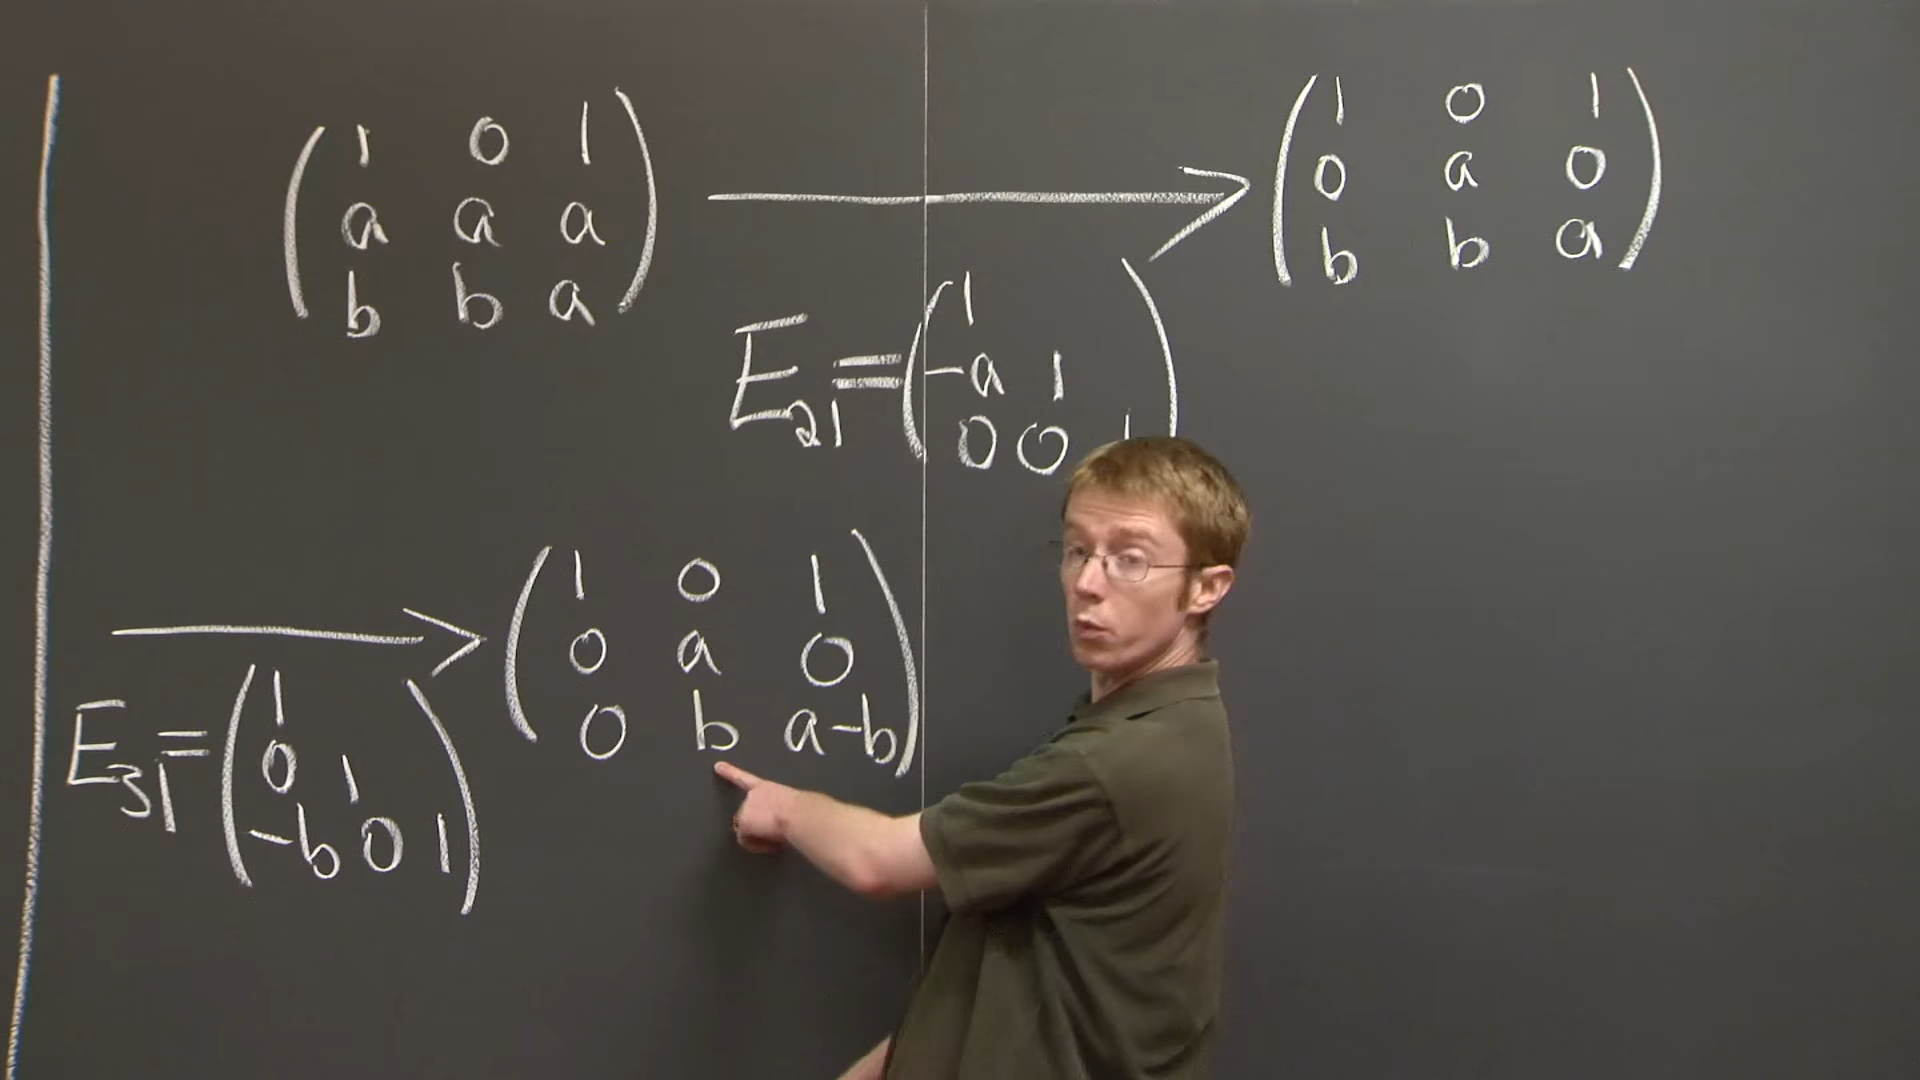 1 0 1
a a a
b b a
1 0 1
0 a 0
b b a
E21 = 1
-a 1
0 0 1
E31 = 1
0 1
-b 0 1
1 0 1
0 a 0
0 b a-b